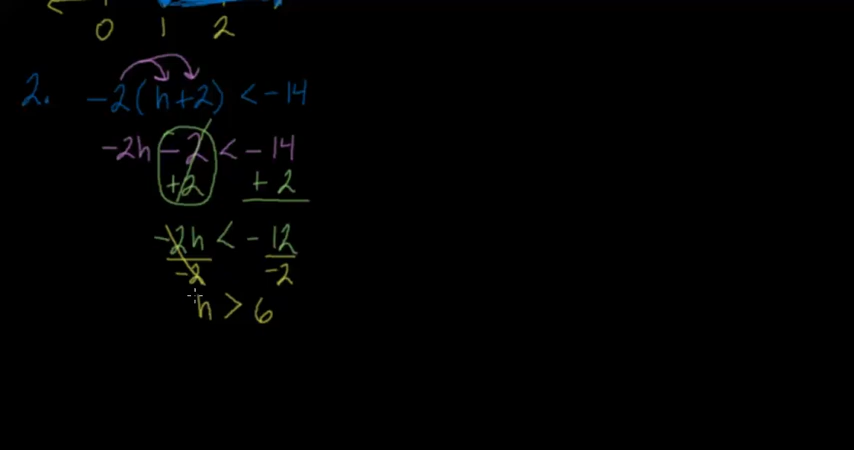 0 1 2
2. -2(h+2) < -14
-2h -2 < -14
+2 + 2
-2h < -12
-2 -2
h > 6